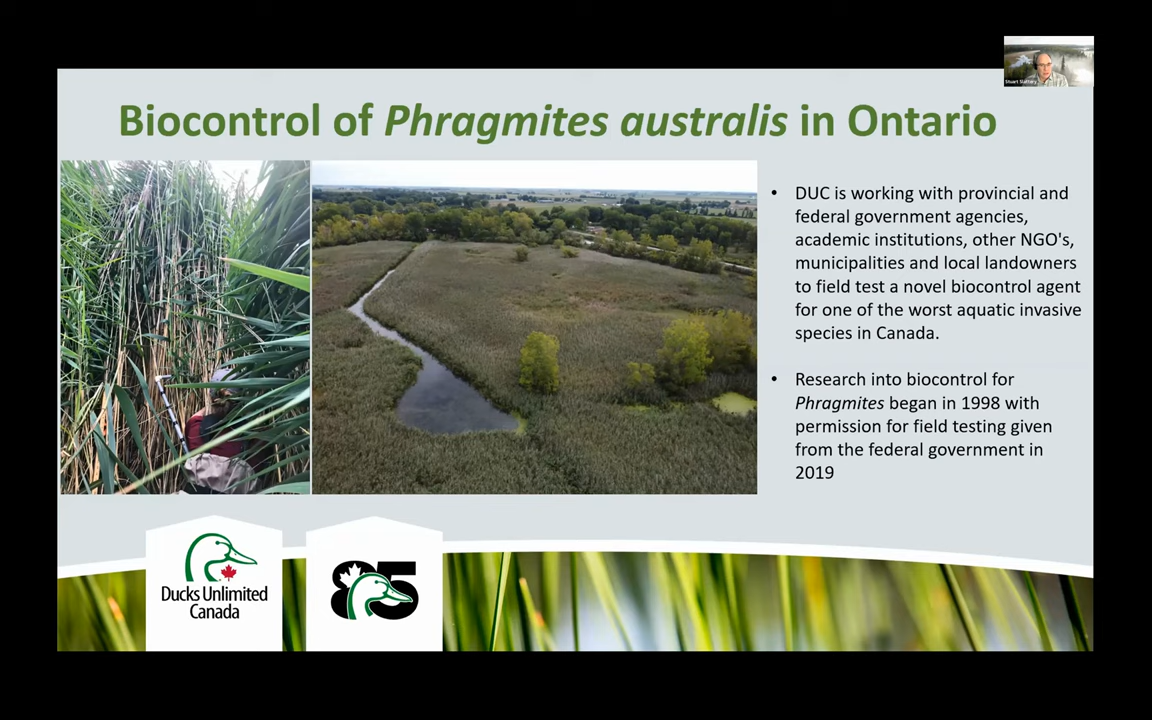 Stuart Slattery
Biocontrol of Phragmites australis in Ontario
• DUC is working with provincial and
federal government agencies,
academic institutions, other NGO's,
municipalities and local landowners
to field test a novel biocontrol agent
for one of the worst aquatic invasive
species in Canada.
• Research into biocontrol for
Phragmites began in 1998 with
permission for field testing given
from the federal government in
2019
Ducks Unlimited
Canada
85